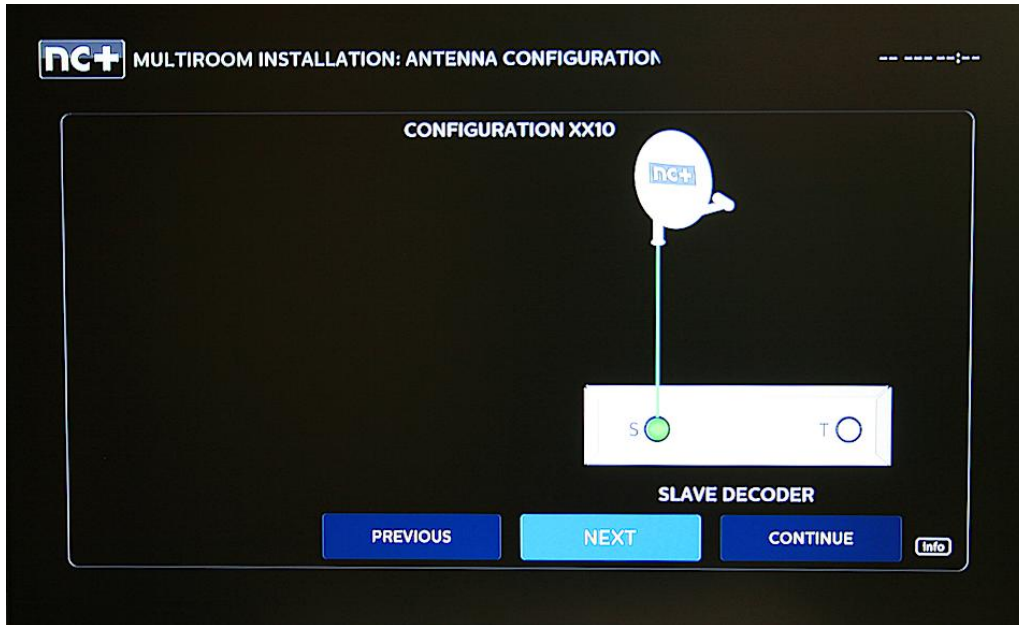 nc+ MULTIROOM INSTALLATION: ANTENNA CONFIGURATION -- --- --:--
CONFIGURATION XX10
nc+
S T
SLAVE DECODER
PREVIOUS NEXT CONTINUE Info